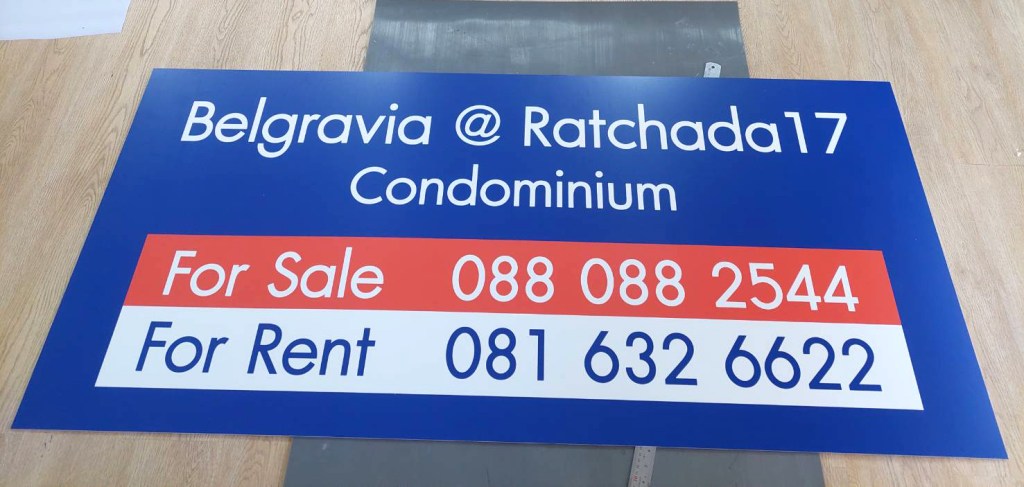 Belgravia @ Ratchada17
Condominium
For Sale 088 088 2544
For Rent 081 632 6622